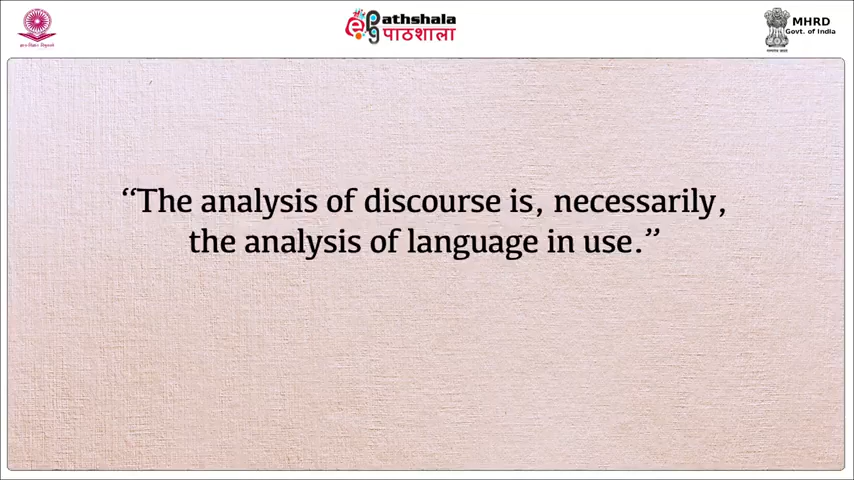 Pathshala
पाठशाला
MHRD
Govt. of India
“The analysis of discourse is, necessarily,
the analysis of language in use.”